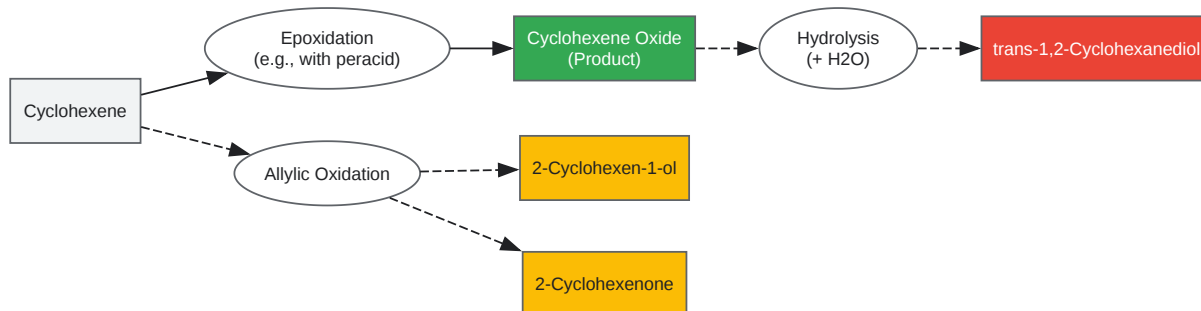 Cyclohexene
Epoxidation
(e.g., with peracid)
Cyclohexene Oxide
(Product)
Hydrolysis
(+ H2O)
trans-1,2-Cyclohexanediol
Allylic Oxidation
2-Cyclohexen-1-ol
2-Cyclohexenone